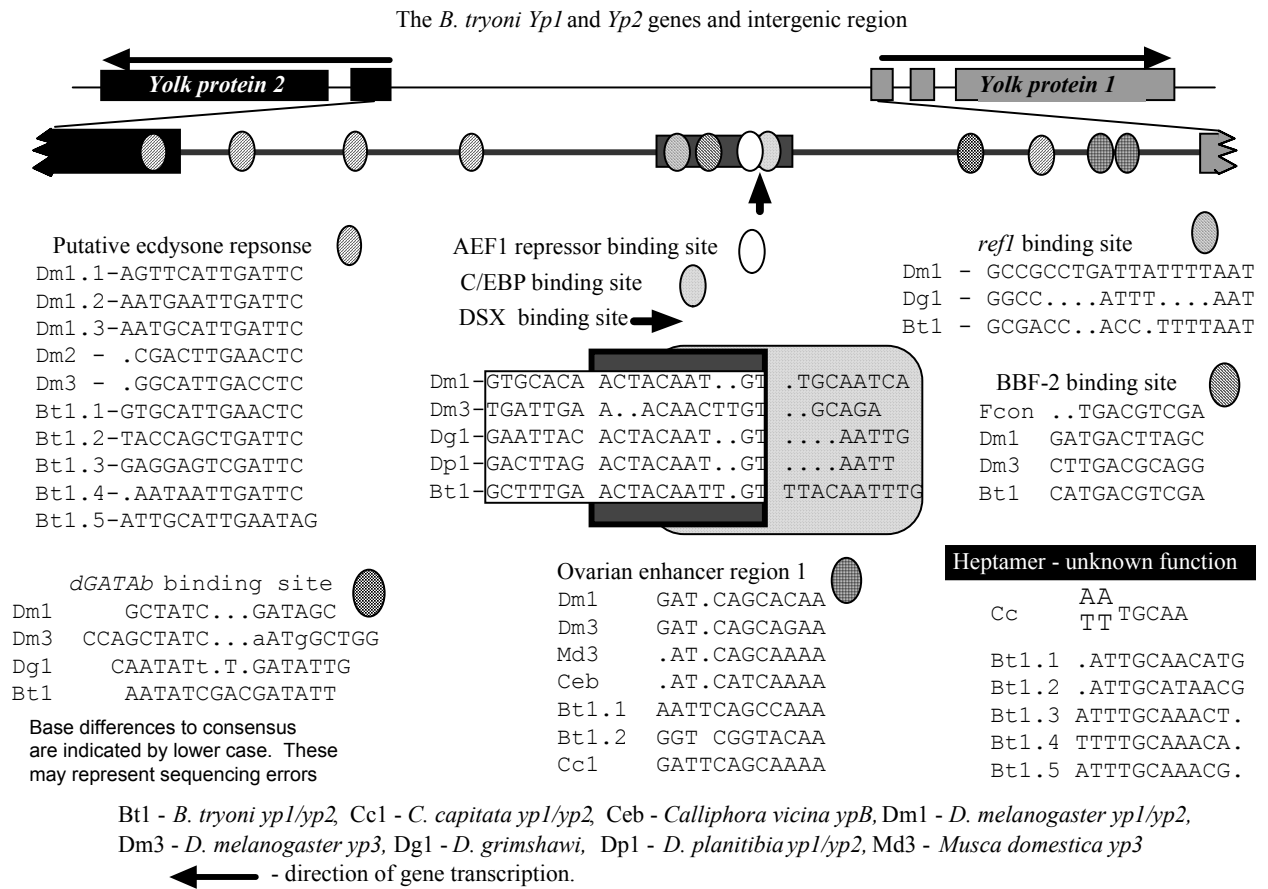 The B. tryoni Yp1 and Yp2 genes and intergenic region
Yolk protein 2
Yolk protein 1
Putative ecdysone repsonse
Dm1.1-AGTTCATTGATTC
Dm1.2-AATGAATTGATTC
Dm1.3-AATGCATTGATTC
Dm2 - .CGACTTGAACTC
Dm3 - .GGCATTGACCTC
Bt1.1-GTGCATTGAACTC
Bt1.2-TACCAGCTGATTC
Bt1.3-GAGGAGTCGATTC
Bt1.4-.AATAATTGATTC
Bt1.5-ATTGCATTGAATAG
AEF1 repressor binding site
C/EBP binding site
DSX binding site
Dm1-GTGCACA ACTACAAT..GT .TGCAATCA
Dm3-TGATTGA A..ACAACTTGT ..GCAGA
Dg1-GAATTAC ACTACAAT..GT ....AATTG
Dp1-GACTTAG ACTACAAT..GT ....AATT
Bt1-GCTTTGA ACTACAATT.GT TTACAATTTG
ref1 binding site
Dm1 - GCCGCCTGATTATTTTAAT
Dg1 - GGCC....ATTT....AAT
Bt1 - GCGACC..ACC.TTTTAAT
BBF-2 binding site
Fcon ..TGACGTCGA
Dm1 GATGACTTAGC
Dm3 CTTGACGCAGG
Bt1 CATGACGTCGA
dGATAb binding site
Dm1 GCTATC...GATAGC
Dm3 CCAGCTATC...aATgGCTGG
Dg1 CAATATt.T.GATATTG
Bt1 AATATCGACGATATT
Base differences to consensus
are indicated by lower case. These
may represent sequencing errors
Ovarian enhancer region 1
Dm1 GAT.CAGCACAA
Dm3 GAT.CAGCAGAA
Md3 .AT.CAGCAAAA
Ceb .AT.CATCAAAA
Bt1.1 AATTCAGCCAAA
Bt1.2 GGT CGGTACAA
Cc1 GATTCAGCAAAA
Heptamer - unknown function
AA
Cc TT TGCAA
Bt1.1 .ATTGCAACATG
Bt1.2 .ATTGCATAACG
Bt1.3 ATTTGCAAACT.
Bt1.4 TTTTGCAAACA.
Bt1.5 ATTTGCAAACG.
Bt1 - B. tryoni yp1/yp2, Cc1 - C. capitata yp1/yp2, Ceb - Calliphora vicina ypB, Dm1 - D. melanogaster yp1/yp2,
Dm3 - D. melanogaster yp3, Dg1 - D. grimshawi, Dp1 - D. planitibia yp1/yp2, Md3 - Musca domestica yp3
- direction of gene transcription.